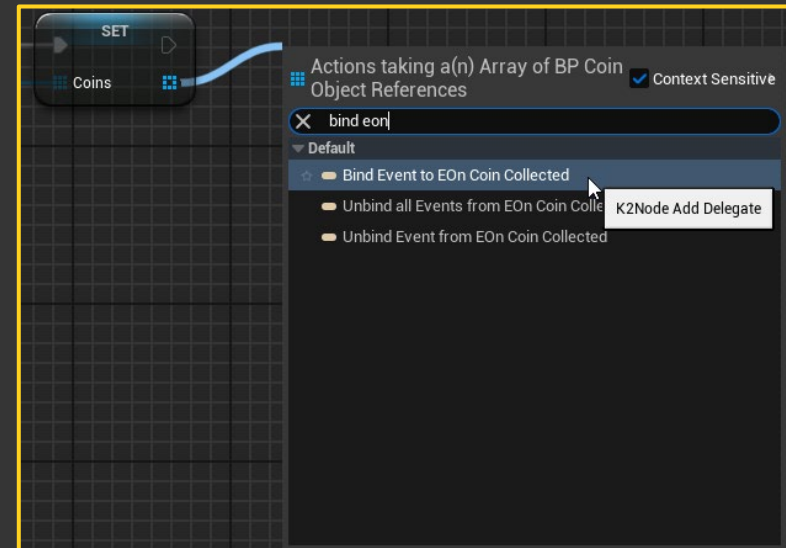 SET
Coins
Actions taking a(n) Array of BP Coin
Object References
Context Sensitive
bind eon
Default
Bind Event to EOn Coin Collected
Unbind all Events from EOn Coin Colle
K2Node Add Delegate
Unbind Event from EOn Coin Collected